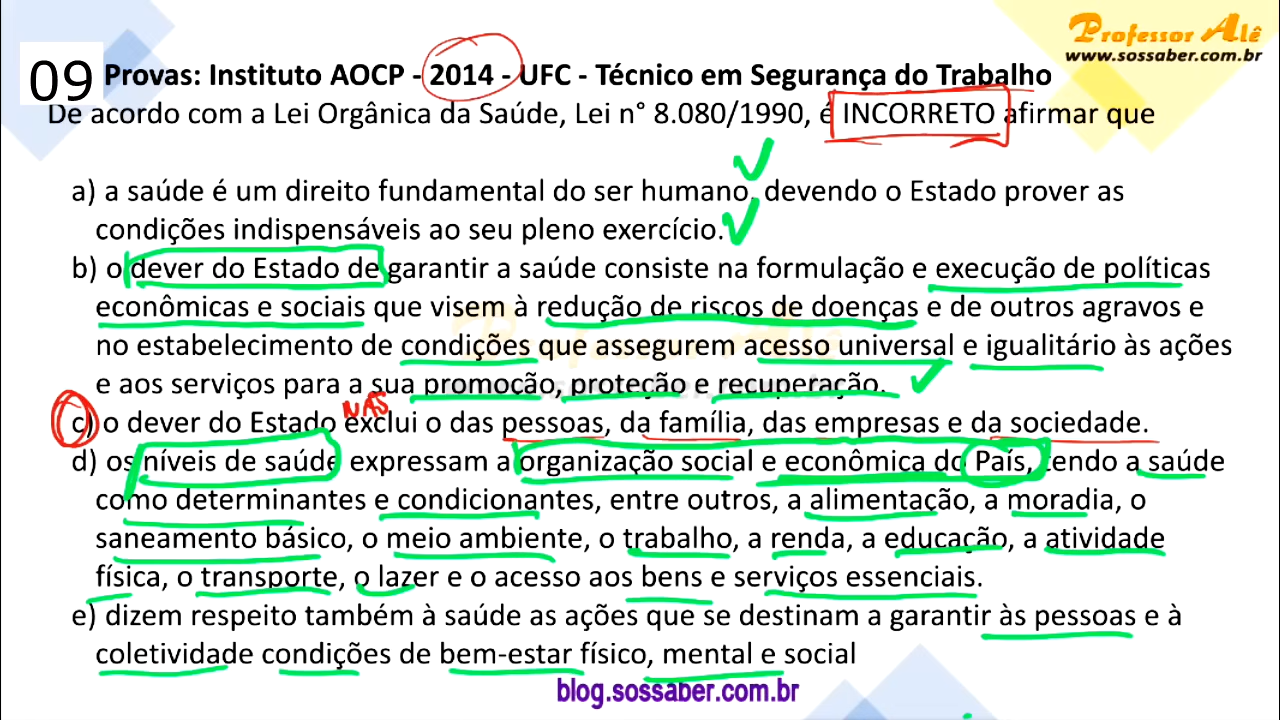 Professor Alê
www.sossaber.com.br
09 Provas: Instituto AOCP - 2014 - UFC - Técnico em Segurança do Trabalho
De acordo com a Lei Orgânica da Saúde, Lei n° 8.080/1990, é INCORRETO afirmar que
a) a saúde é um direito fundamental do ser humano, devendo o Estado prover as
condições indispensáveis ao seu pleno exercício.
b) o dever do Estado de garantir a saúde consiste na formulação e execução de políticas
econômicas e sociais que visem à redução de riscos de doenças e de outros agravos e
no estabelecimento de condições que assegurem acesso universal e igualitário às ações
e aos serviços para a sua promoção, proteção e recuperação.
NÃS
c) o dever do Estado exclui o das pessoas, da família, das empresas e da sociedade.
d) os níveis de saúde expressam a organização social e econômica do País, tendo a saúde
como determinantes e condicionantes, entre outros, a alimentação, a moradia, o
saneamento básico, o meio ambiente, o trabalho, a renda, a educação, a atividade
física, o transporte, o lazer e o acesso aos bens e serviços essenciais.
e) dizem respeito também à saúde as ações que se destinam a garantir às pessoas e à
coletividade condições de bem-estar físico, mental e social
blog.sossaber.com.br